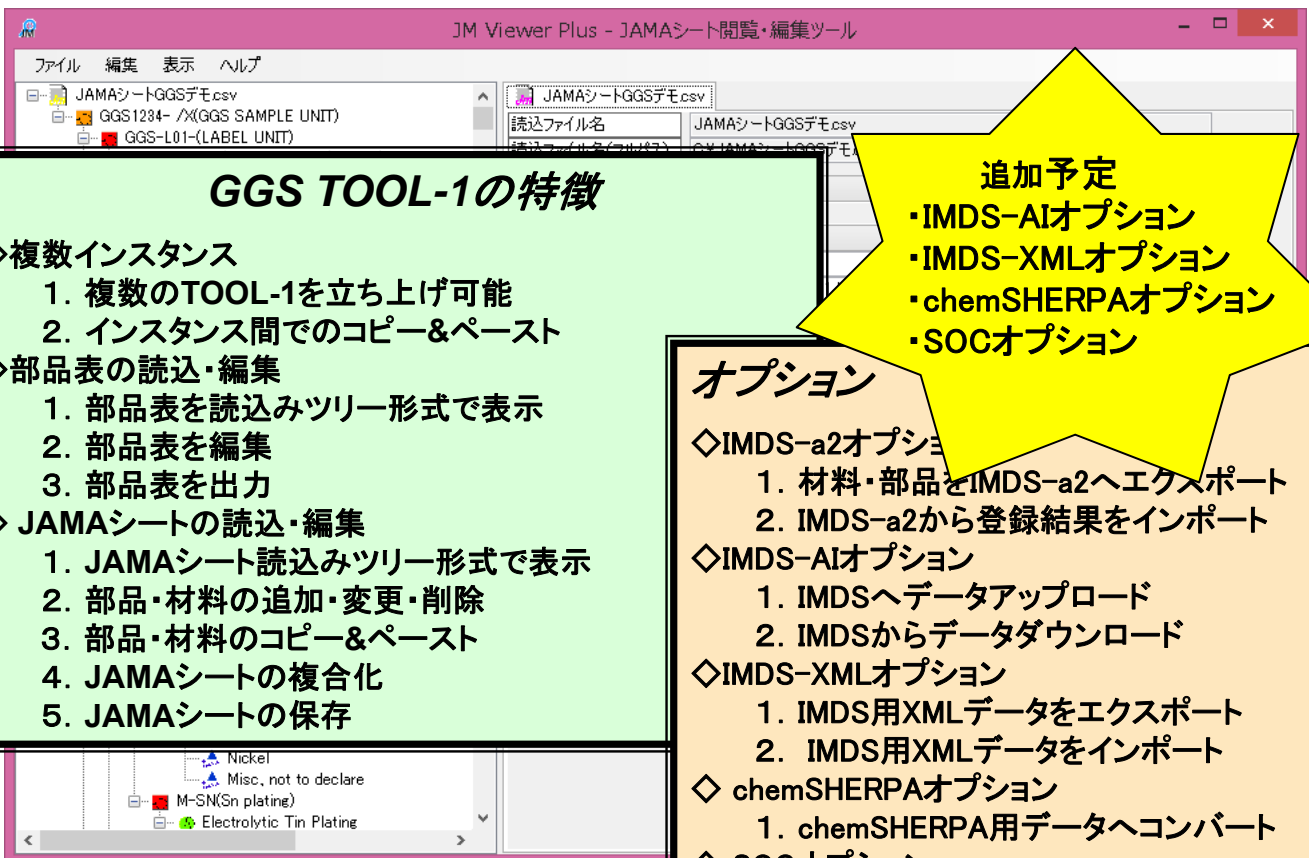 JM Viewer Plus - JAMAシート閲覧・編集ツール
ファイル 編集 表示 ヘルプ
JAMAシートGGSデモ.csv
GGS1234- /X(GGS SAMPLE UNIT)
GGS-L01-(LABEL UNIT)
JAMAシートGGSデモ.csv
読込ファイル名 JAMAシートGGSデモ.csv
読込ファイル名(フルパス)
GGS TOOL-1の特徴
◇複数インスタンス
1. 複数のTOOL-1を立ち上げ可能
2. インスタンス間でのコピー&ペースト
◇部品表の読込・編集
1. 部品表を読込みツリー形式で表示
2. 部品表を編集
3. 部品表を出力
◇ JAMAシートの読込・編集
1. JAMAシート読込みツリー形式で表示
2. 部品・材料の追加・変更・削除
3. 部品・材料のコピー&ペースト
4. JAMAシートの複合化
5. JAMAシートの保存
追加予定
・IMDS-AIオプション
・IMDS-XMLオプション
・chemSHERPAオプション
・SOCオプション
オプション
◇IMDS-a2オプショ
1. 材料・部品をIMDS-a2へエクスポート
2. IMDS-a2から登録結果をインポート
◇IMDS-AIオプション
1. IMDSへデータアップロード
2. IMDSからデータダウンロード
◇IMDS-XMLオプション
1. IMDS用XMLデータをエクスポート
2. IMDS用XMLデータをインポート
◇ chemSHERPAオプション
1. chemSHERPA用データへコンバート
◇ SOCオプション
Nickel
Misc., not to declare
M-SN(Sn plating)
Electrolytic Tin Plating